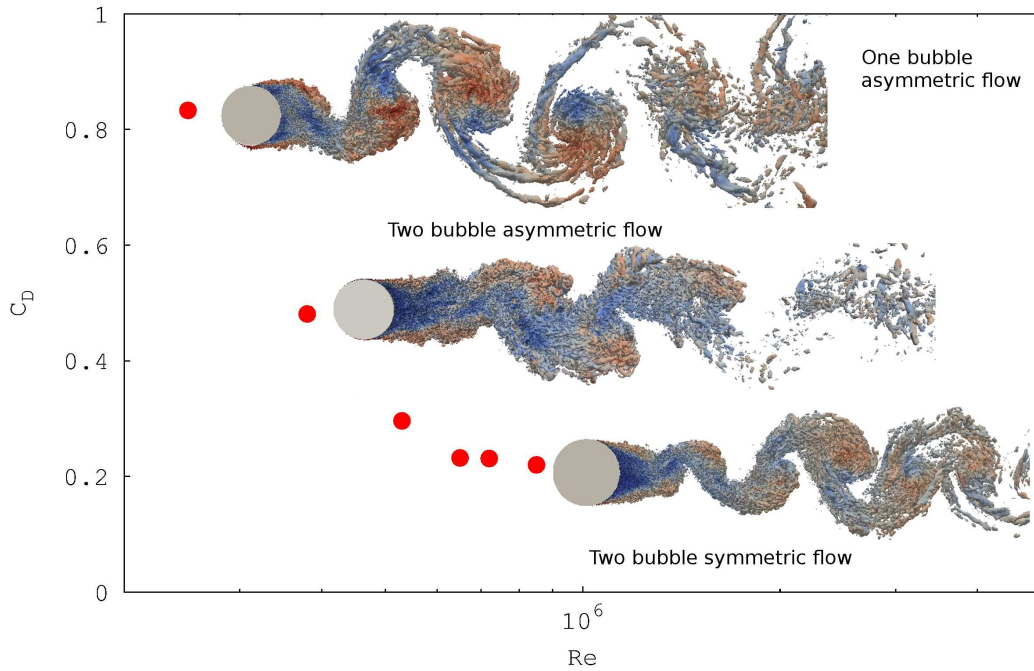 1
0.8
0.6
0.4
0.2
0
C_D
10^6
Re
One bubble
asymmetric flow
Two bubble asymmetric flow
Two bubble symmetric flow